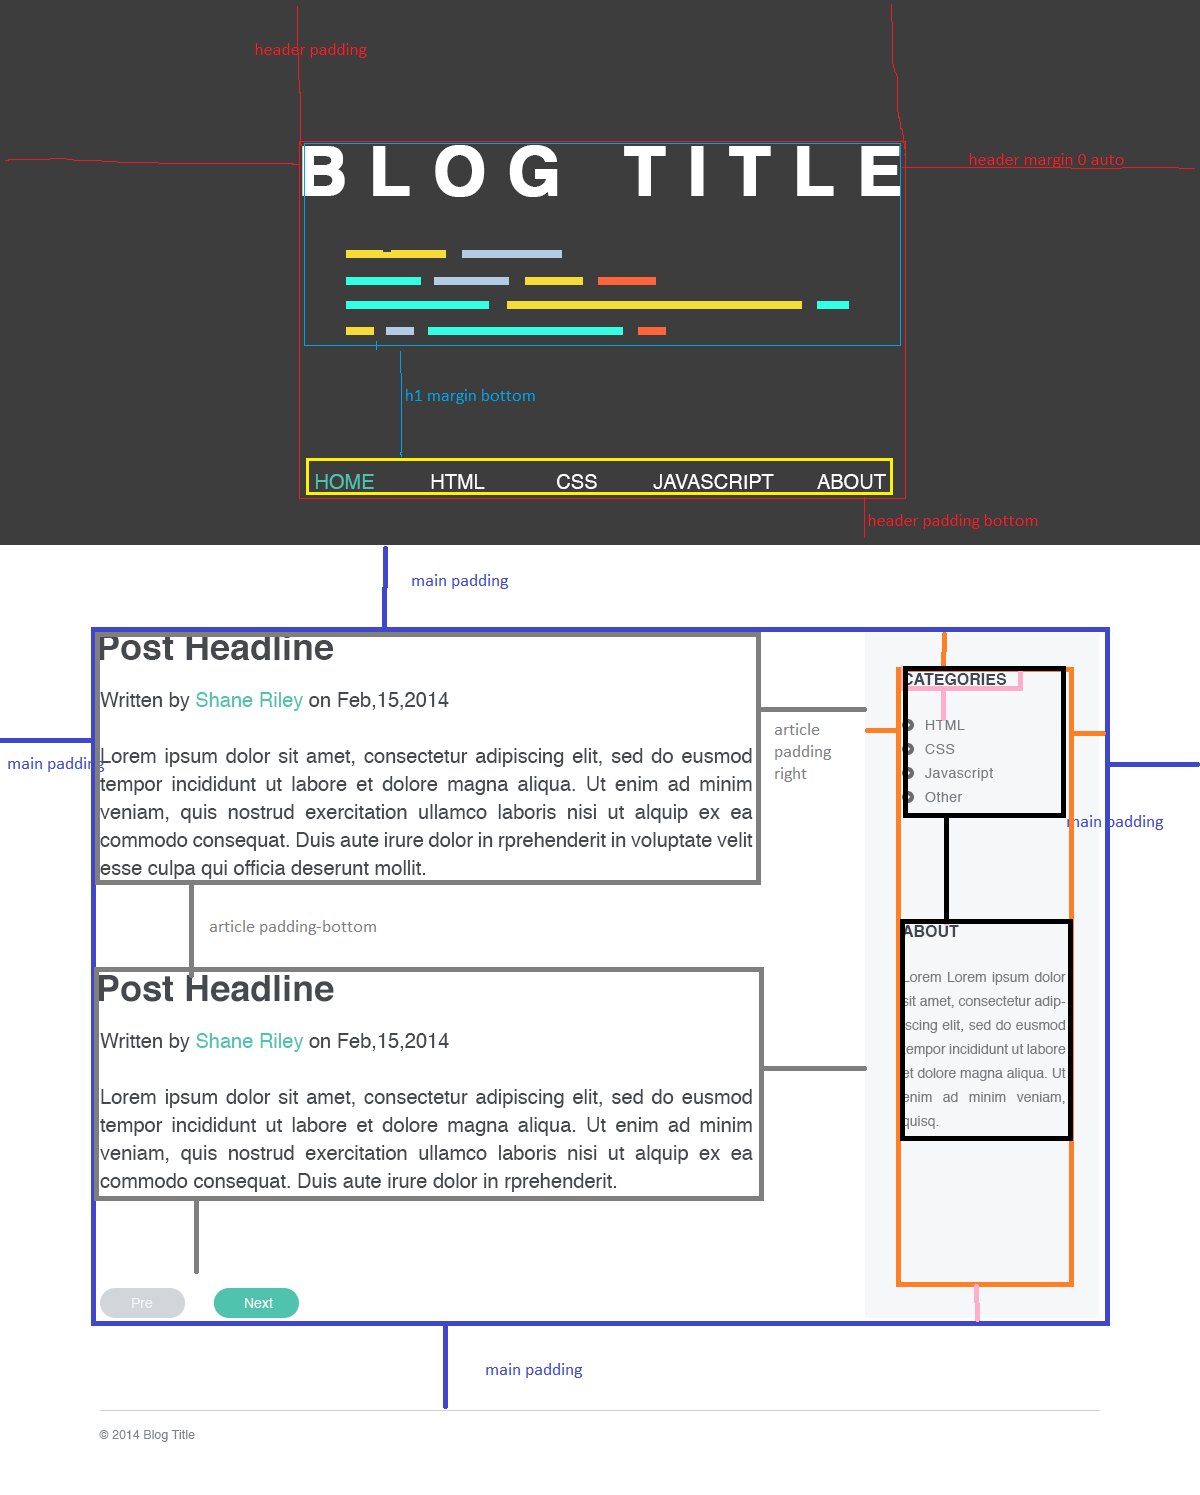 header padding
header margin 0 auto
BLOG TITLE
h1 margin bottom
HOME HTML CSS JAVASCRIPT ABOUT
header padding bottom
main padding
Post Headline
Written by Shane Riley on Feb,15,2014
Lorem ipsum dolor sit amet, consectetur adipiscing elit, sed do eusmod
tempor incididunt ut labore et dolore magna aliqua. Ut enim ad minim
veniam, quis nostrud exercitation ullamco laboris nisi ut alquip ex ea
commodo consequat. Duis aute irure dolor in rprehenderit in voluptate velit
esse culpa qui officia deserunt mollit.
main padding
article
padding
right
CATEGORIES
HTML
CSS
Javascript
Other
main padding
article padding-bottom
Post Headline
Written by Shane Riley on Feb,15,2014
Lorem ipsum dolor sit amet, consectetur adipiscing elit, sed do eusmod
tempor incididunt ut labore et dolore magna aliqua. Ut enim ad minim
veniam, quis nostrud exercitation ullamco laboris nisi ut alquip ex ea
commodo consequat. Duis aute irure dolor in rprehenderit.
ABOUT
Lorem Lorem ipsum dolor
sit amet, consectetur adip-
scing elit, sed do eusmod
tempor incididunt ut labore
et dolore magna aliqua. Ut
enim ad minim veniam,
quisq.
Pre Next
main padding
© 2014 Blog Title